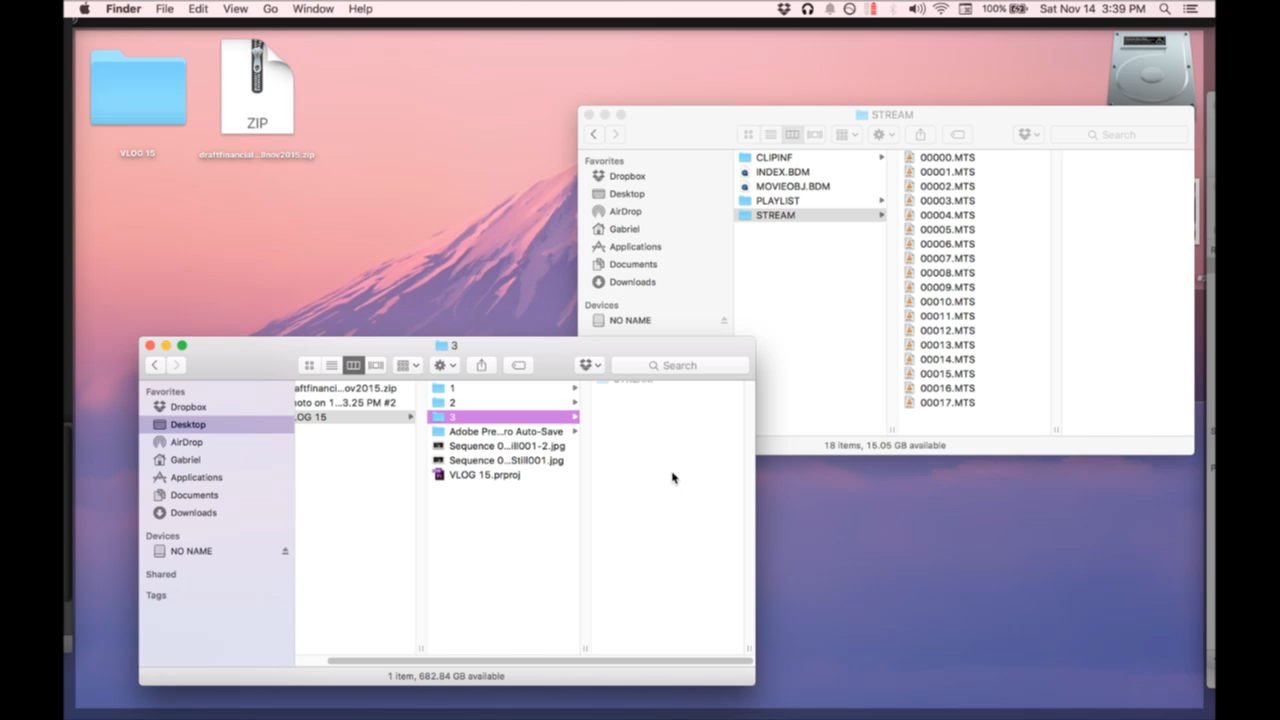 Finder File Edit View Go Window Help
100% Sat Nov 14 3:39 PM
ZIP
VLOG 15
draftfinancial...llnov2015.zip
STREAM
Search
Favorites
Dropbox
Desktop
AirDrop
Gabriel
Applications
Documents
Downloads
Devices
NO NAME
CLIPINF
INDEX.BDM
MOVIEOBJ.BDM
PLAYLIST
STREAM
00000.MTS
00001.MTS
00002.MTS
00003.MTS
00004.MTS
00005.MTS
00006.MTS
00007.MTS
00008.MTS
00009.MTS
00010.MTS
00011.MTS
00012.MTS
00013.MTS
00014.MTS
00015.MTS
00016.MTS
00017.MTS
18 items, 15.05 GB available
3
Search
Favorites
Dropbox
Desktop
AirDrop
Gabriel
Applications
Documents
Downloads
Devices
NO NAME
Shared
Tags
aftfinanci...ov2015.zip
oto on 1...3.25 PM #2
OG 15
1
2
3
Adobe Pre...ro Auto-Save
Sequence 0...ill001-2.jpg
Sequence 0...Still001.jpg
VLOG 15.prproj
1 item, 682.84 GB available